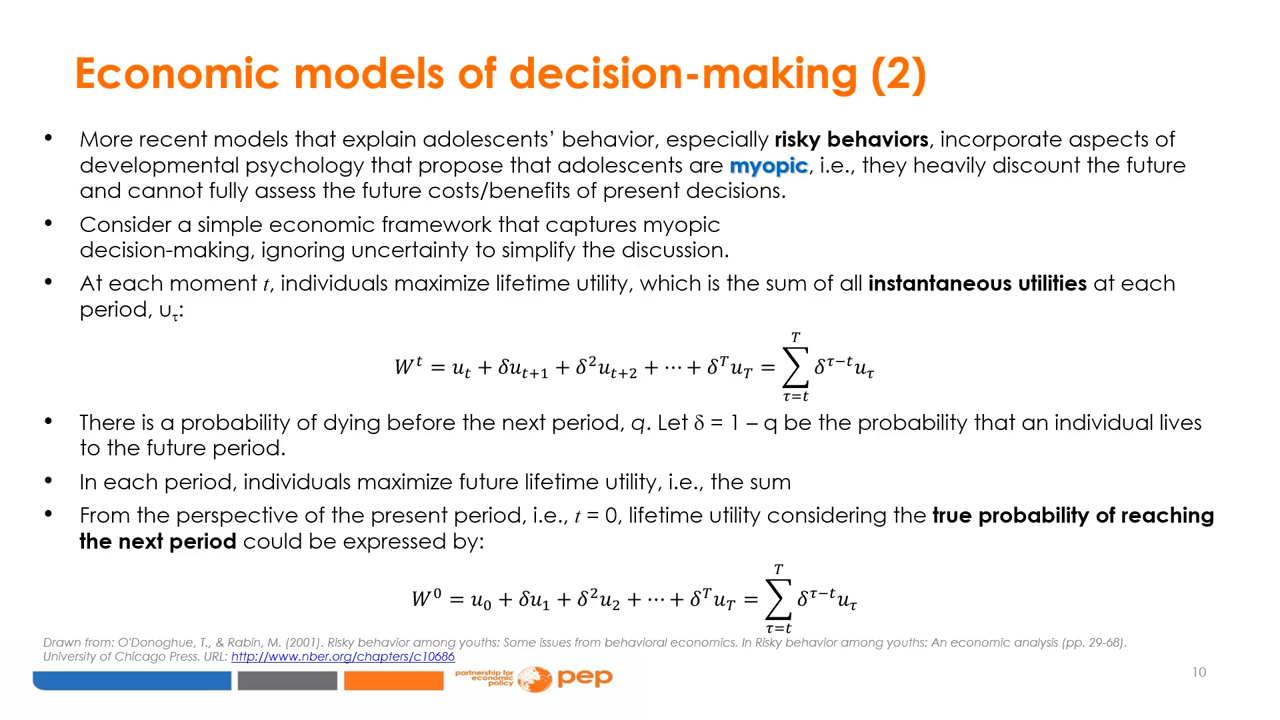 Economic models of decision-making (2)
• More recent models that explain adolescents' behavior, especially risky behaviors, incorporate aspects of
developmental psychology that propose that adolescents are myopic, i.e., they heavily discount the future
and cannot fully assess the future costs/benefits of present decisions.
• Consider a simple economic framework that captures myopic
decision-making, ignoring uncertainty to simplify the discussion.
• At each moment t, individuals maximize lifetime utility, which is the sum of all instantaneous utilities at each
period, u_τ:
W^t = u_t + δu_{t+1} + δ^2 u_{t+2} + ⋯ + δ^T u_T = ∑_{τ=t}^{T} δ^{τ−t} u_τ
• There is a probability of dying before the next period, q. Let δ = 1 – q be the probability that an individual lives
to the future period.
• In each period, individuals maximize future lifetime utility, i.e., the sum
• From the perspective of the present period, i.e., t = 0, lifetime utility considering the true probability of reaching
the next period could be expressed by:
W^0 = u_0 + δu_1 + δ^2 u_2 + ⋯ + δ^T u_T = ∑_{τ=t}^{T} δ^{τ−t} u_τ
Drawn from: O'Donoghue, T., & Rabin, M. (2001). Risky behavior among youths: Some issues from behavioral economics. In Risky behavior among youths: An economic analysis (pp. 29-68).
University of Chicago Press. URL: http://www.nber.org/chapters/c10686
partnership for
economic
policy
pep
10